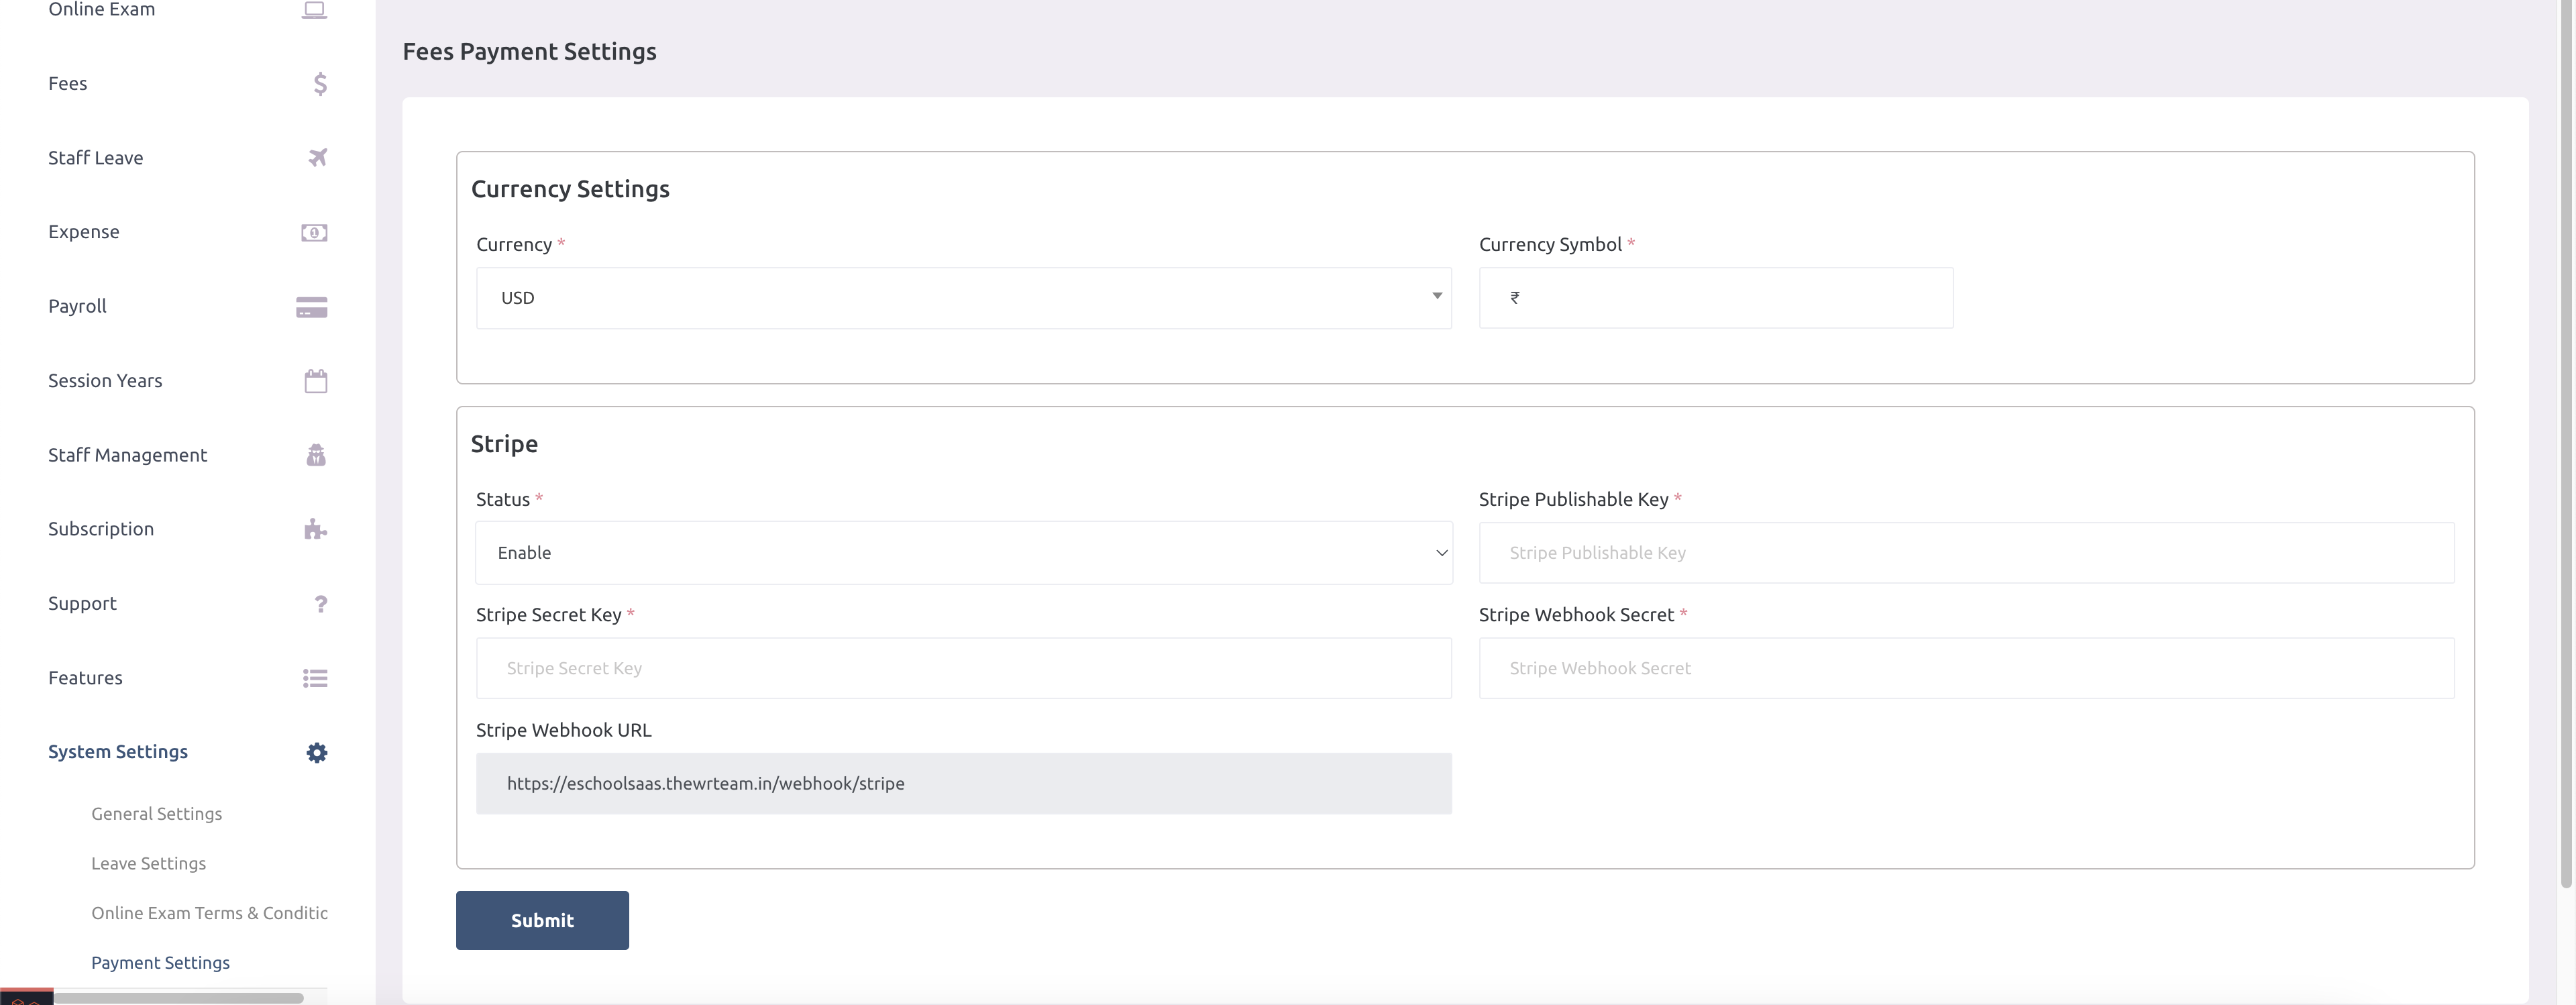 Online Exam
Fees
Staff Leave
Expense
Payroll
Session Years
Staff Management
Subscription
Support
Features
System Settings
General Settings
Leave Settings
Online Exam Terms & Conditic
Payment Settings
Fees Payment Settings
Currency Settings
Currency * Currency Symbol *
USD ₹
Stripe
Status * Stripe Publishable Key *
Enable Stripe Publishable Key
Stripe Secret Key * Stripe Webhook Secret *
Stripe Secret Key Stripe Webhook Secret
Stripe Webhook URL
https://eschoolsaas.thewrteam.in/webhook/stripe
Submit